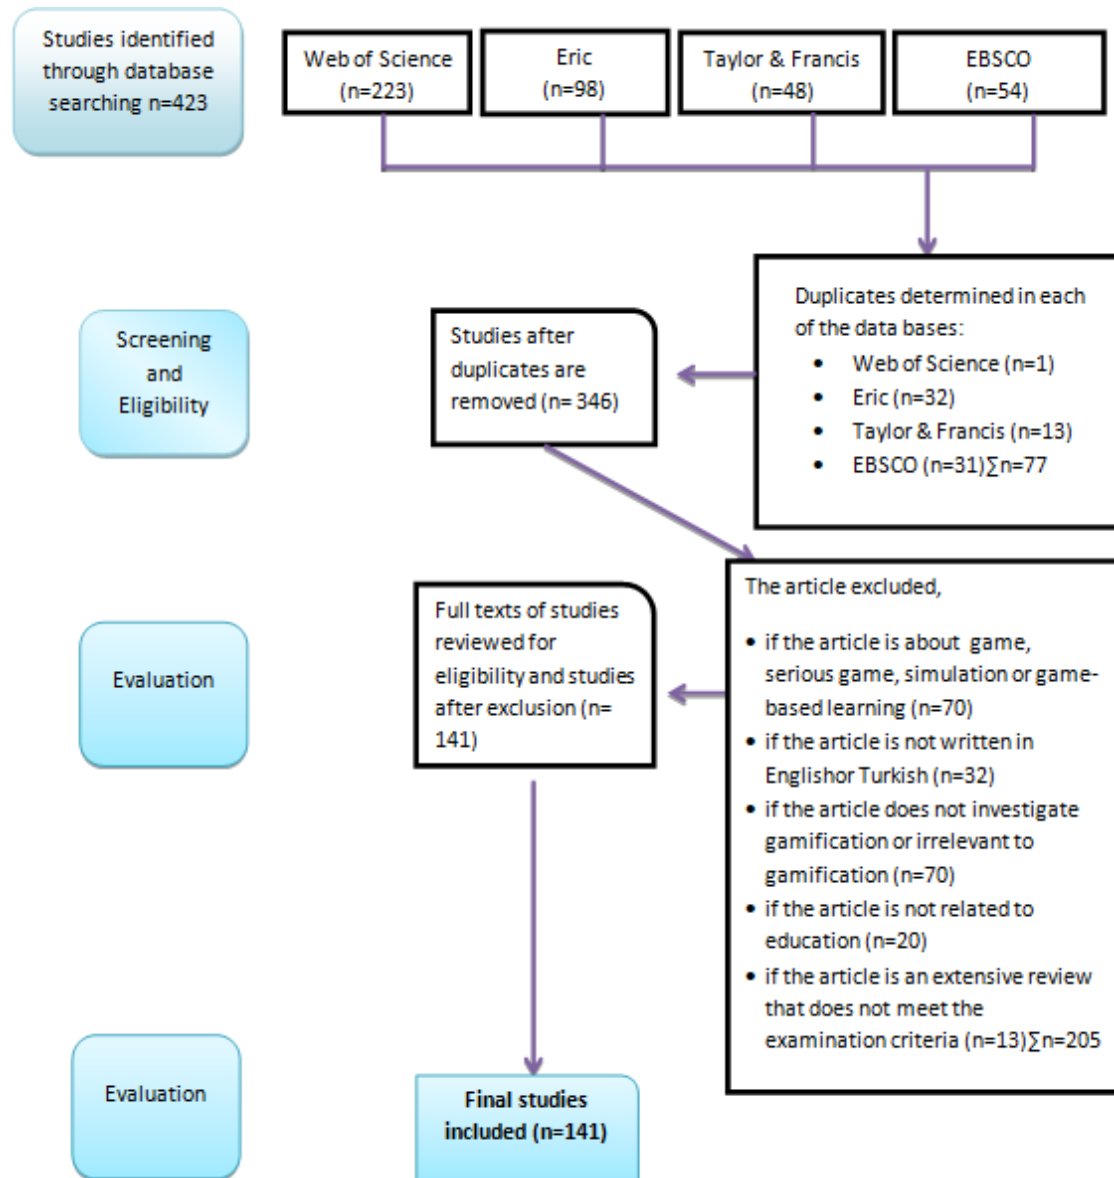 Studies identified
through database
searching n=423
Web of Science
(n=223)
Eric
(n=98)
Taylor & Francis
(n=48)
EBSCO
(n=54)
Screening
and
Eligibility
Studies after
duplicates are
removed (n= 346)
Duplicates determined in each
of the data bases:
• Web of Science (n=1)
• Eric (n=32)
• Taylor & Francis (n=13)
• EBSCO (n=31)∑n=77
Evaluation
Full texts of studies
reviewed for
eligibility and studies
after exclusion (n=
141)
The article excluded,
• if the article is about game,
serious game, simulation or game-
based learning (n=70)
• if the article is not written in
Englishor Turkish (n=32)
• if the article does not investigate
gamification or irrelevant to
gamification (n=70)
• if the article is not related to
education (n=20)
• if the article is an extensive review
that does not meet the
examination criteria (n=13)∑n=205
Evaluation
Final studies
included (n=141)